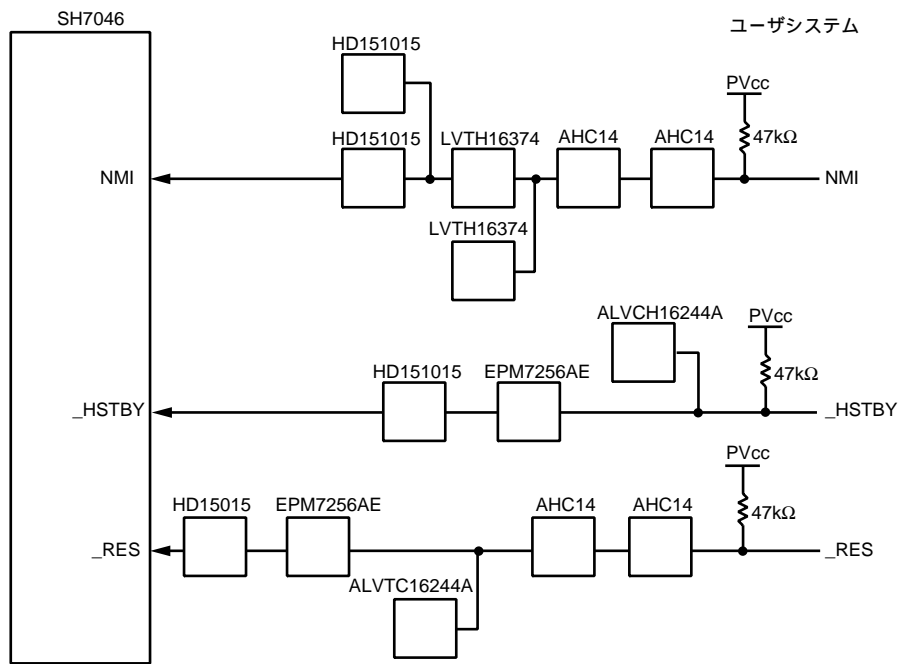 SH7046
ユーザシステム
HD151015
PVcc
47kΩ
HD151015
LVTH16374
AHC14
AHC14
NMI
NMI
LVTH16374
ALVCH16244A
PVcc
47kΩ
HD151015
EPM7256AE
_HSTBY
_HSTBY
PVcc
47kΩ
HD15015
EPM7256AE
AHC14
AHC14
_RES
_RES
ALVTC16244A